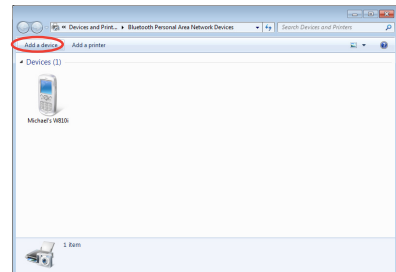 « Devices and Print... ▸ Bluetooth Personal Area Network Devices
Search Devices and Printers
Add a device Add a printer
Devices (1)
Michael's W810i
1 item